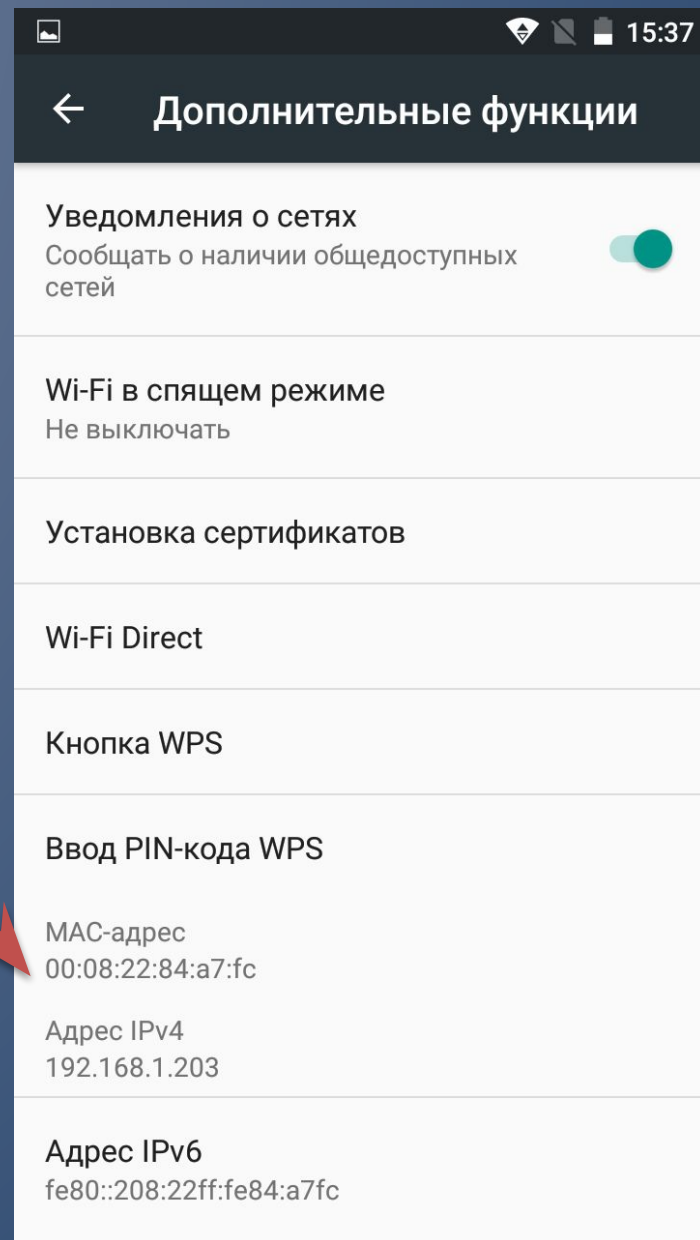 15:37
Дополнительные функции
Уведомления о сетях
Сообщать о наличии общедоступных
сетей
Wi-Fi в спящем режиме
Не выключать
Установка сертификатов
Wi-Fi Direct
Кнопка WPS
Ввод PIN-кода WPS
MAC-адрес
00:08:22:84:a7:fc
Адрес IPv4
192.168.1.203
Адрес IPv6
fe80::208:22ff:fe84:a7fc